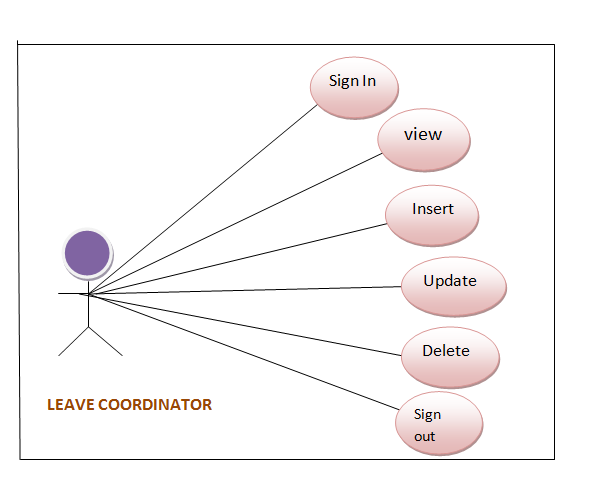 Sign In
view
Insert
Update
Delete
LEAVE COORDINATOR
Sign
out